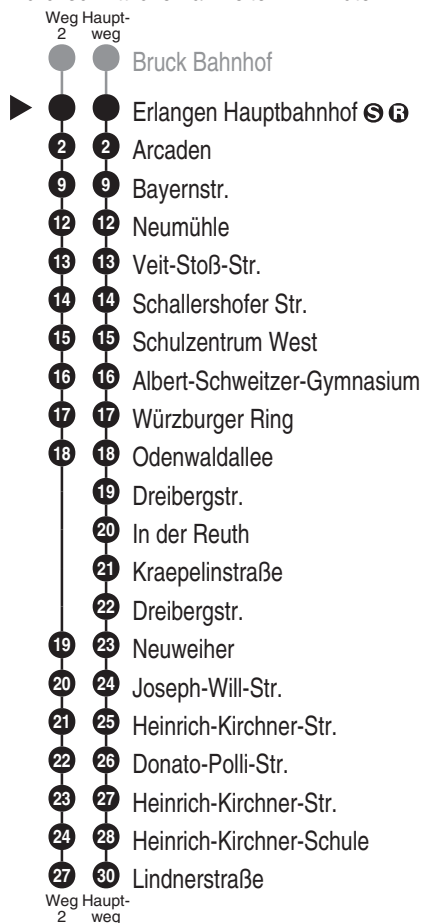 Weg Haupt-
2 weg
Bruck Bahnhof
Erlangen Hauptbahnhof S R
2 2 Arcaden
9 9 Bayernstr.
12 12 Neumühle
13 13 Veit-Stoß-Str.
14 14 Schallershofer Str.
15 15 Schulzentrum West
16 16 Albert-Schweitzer-Gymnasium
17 17 Würzburger Ring
18 18 Odenwaldallee
19 Dreibergstr.
20 In der Reuth
21 Kraepelinstraße
22 Dreibergstr.
19 23 Neuweiher
20 24 Joseph-Will-Str.
21 25 Heinrich-Kirchner-Str.
22 26 Donato-Polli-Str.
23 27 Heinrich-Kirchner-Str.
24 28 Heinrich-Kirchner-Schule
27 30 Lindnerstraße
Weg Haupt-
2 weg